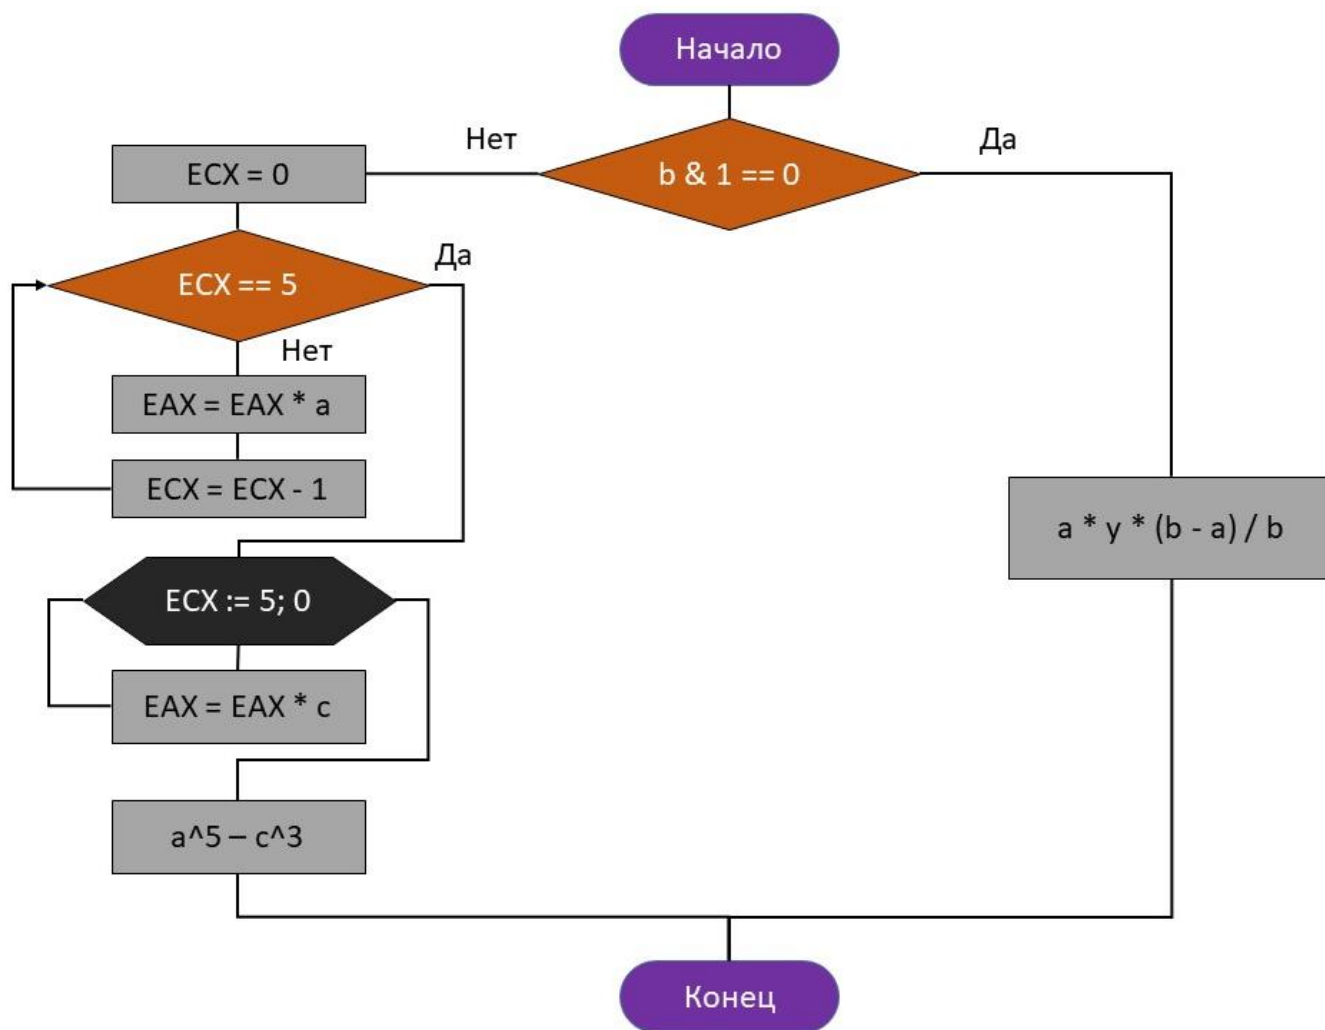 Начало
Нет
Да
b & 1 == 0
ECX = 0
Да
ECX == 5
Нет
EAX = EAX * a
ECX = ECX - 1
a * y * (b - a) / b
ECX := 5; 0
EAX = EAX * c
a^5 – c^3
Конец